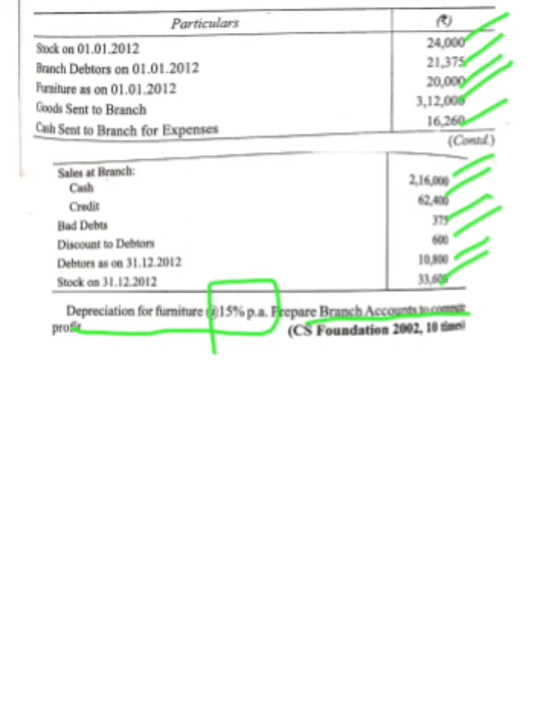 Particulars (₹)
Stock on 01.01.2012 24,000
Branch Debtors on 01.01.2012 21,375
Furniture as on 01.01.2012 20,000
Goods Sent to Branch 3,12,000
Cash Sent to Branch for Expenses 16,260
(Contd.)
Sales at Branch:
Cash 2,16,000
Credit 62,400
Bad Debts 375
Discount to Debtors 600
Debtors as on 31.12.2012 10,800
Stock on 31.12.2012 33,600
Depreciation for furniture @15% p.a. Prepare Branch Accounts to
profit.
(CS Foundation 2002, 10 times)